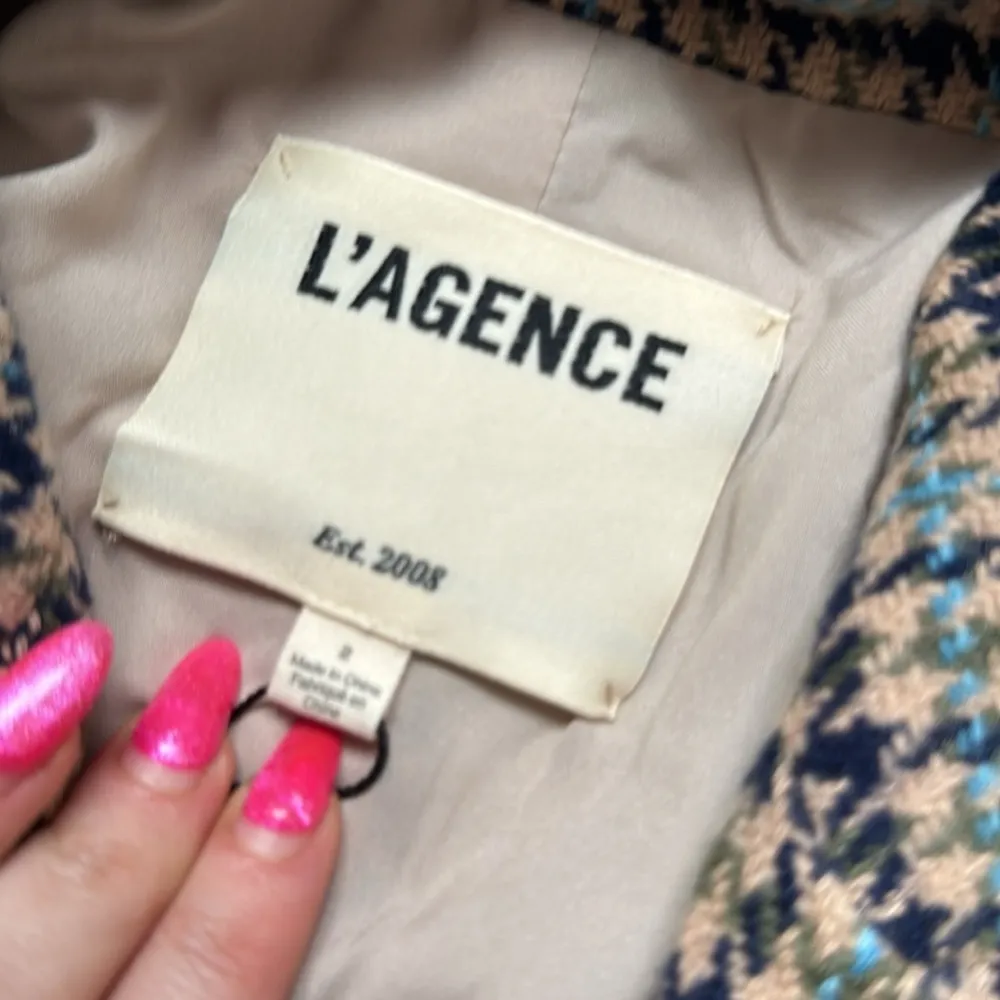 L'AGENCE
Est. 2008
2
Made in China
Fabriqué en
Chine